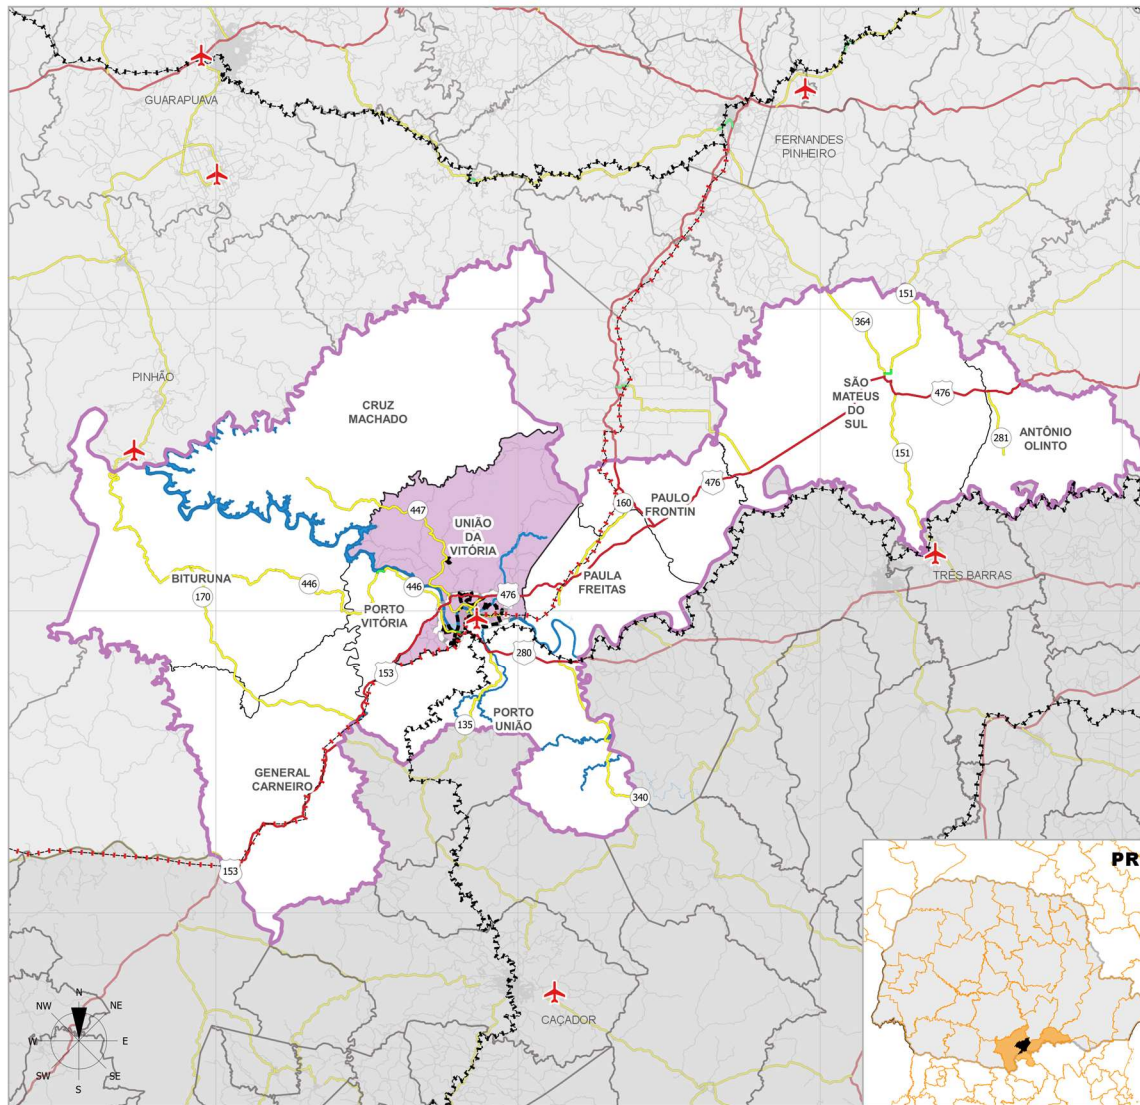 GUARAPUAVA
FERNANDES
PINHEIRO
151
364
PINHÃO
CRUZ
MACHADO
SÃO
MATEUS
DO
SUL
476
ANTÔNIO
OLINTO
281
151
476
447
UNIÃO
DA
VITÓRIA
160
PAULO
FRONTIN
TRÊS BARRAS
BITURUNA
446
446
476
PAULA
FREITAS
170
PORTO
VITÓRIA
280
153
135
PORTO
UNIÃO
GENERAL
CARNEIRO
340
153
PR
CAÇADOR
N
NW
NE
W
E
SW
SE
S